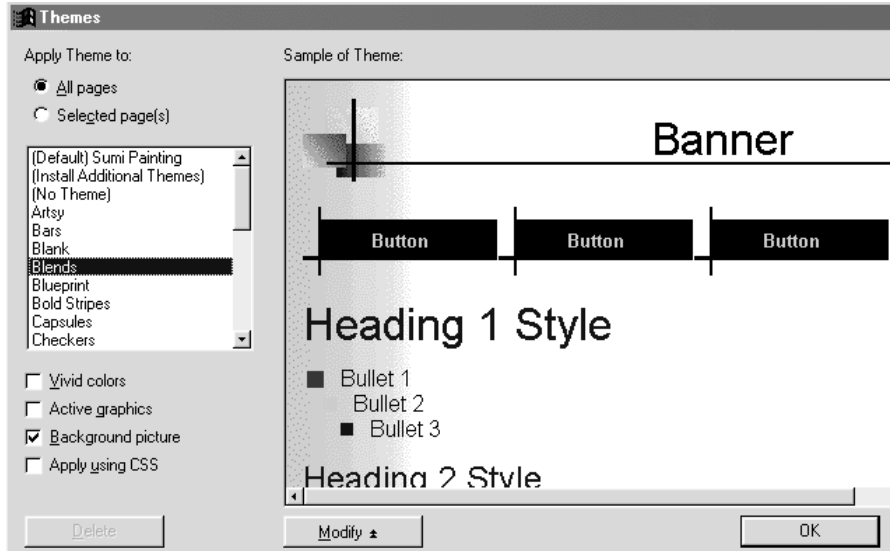 Themes
Apply Theme to:
All pages
Selected page(s)
(Default) Sumi Painting
(Install Additional Themes)
(No Theme)
Artsy
Bars
Blank
Blends
Blueprint
Bold Stripes
Capsules
Checkers
Vivid colors
Active graphics
Background picture
Apply using CSS
Delete
Sample of Theme:
Banner
Button Button Button
Heading 1 Style
Bullet 1
Bullet 2
Bullet 3
Heading 2 Style
Modify
OK